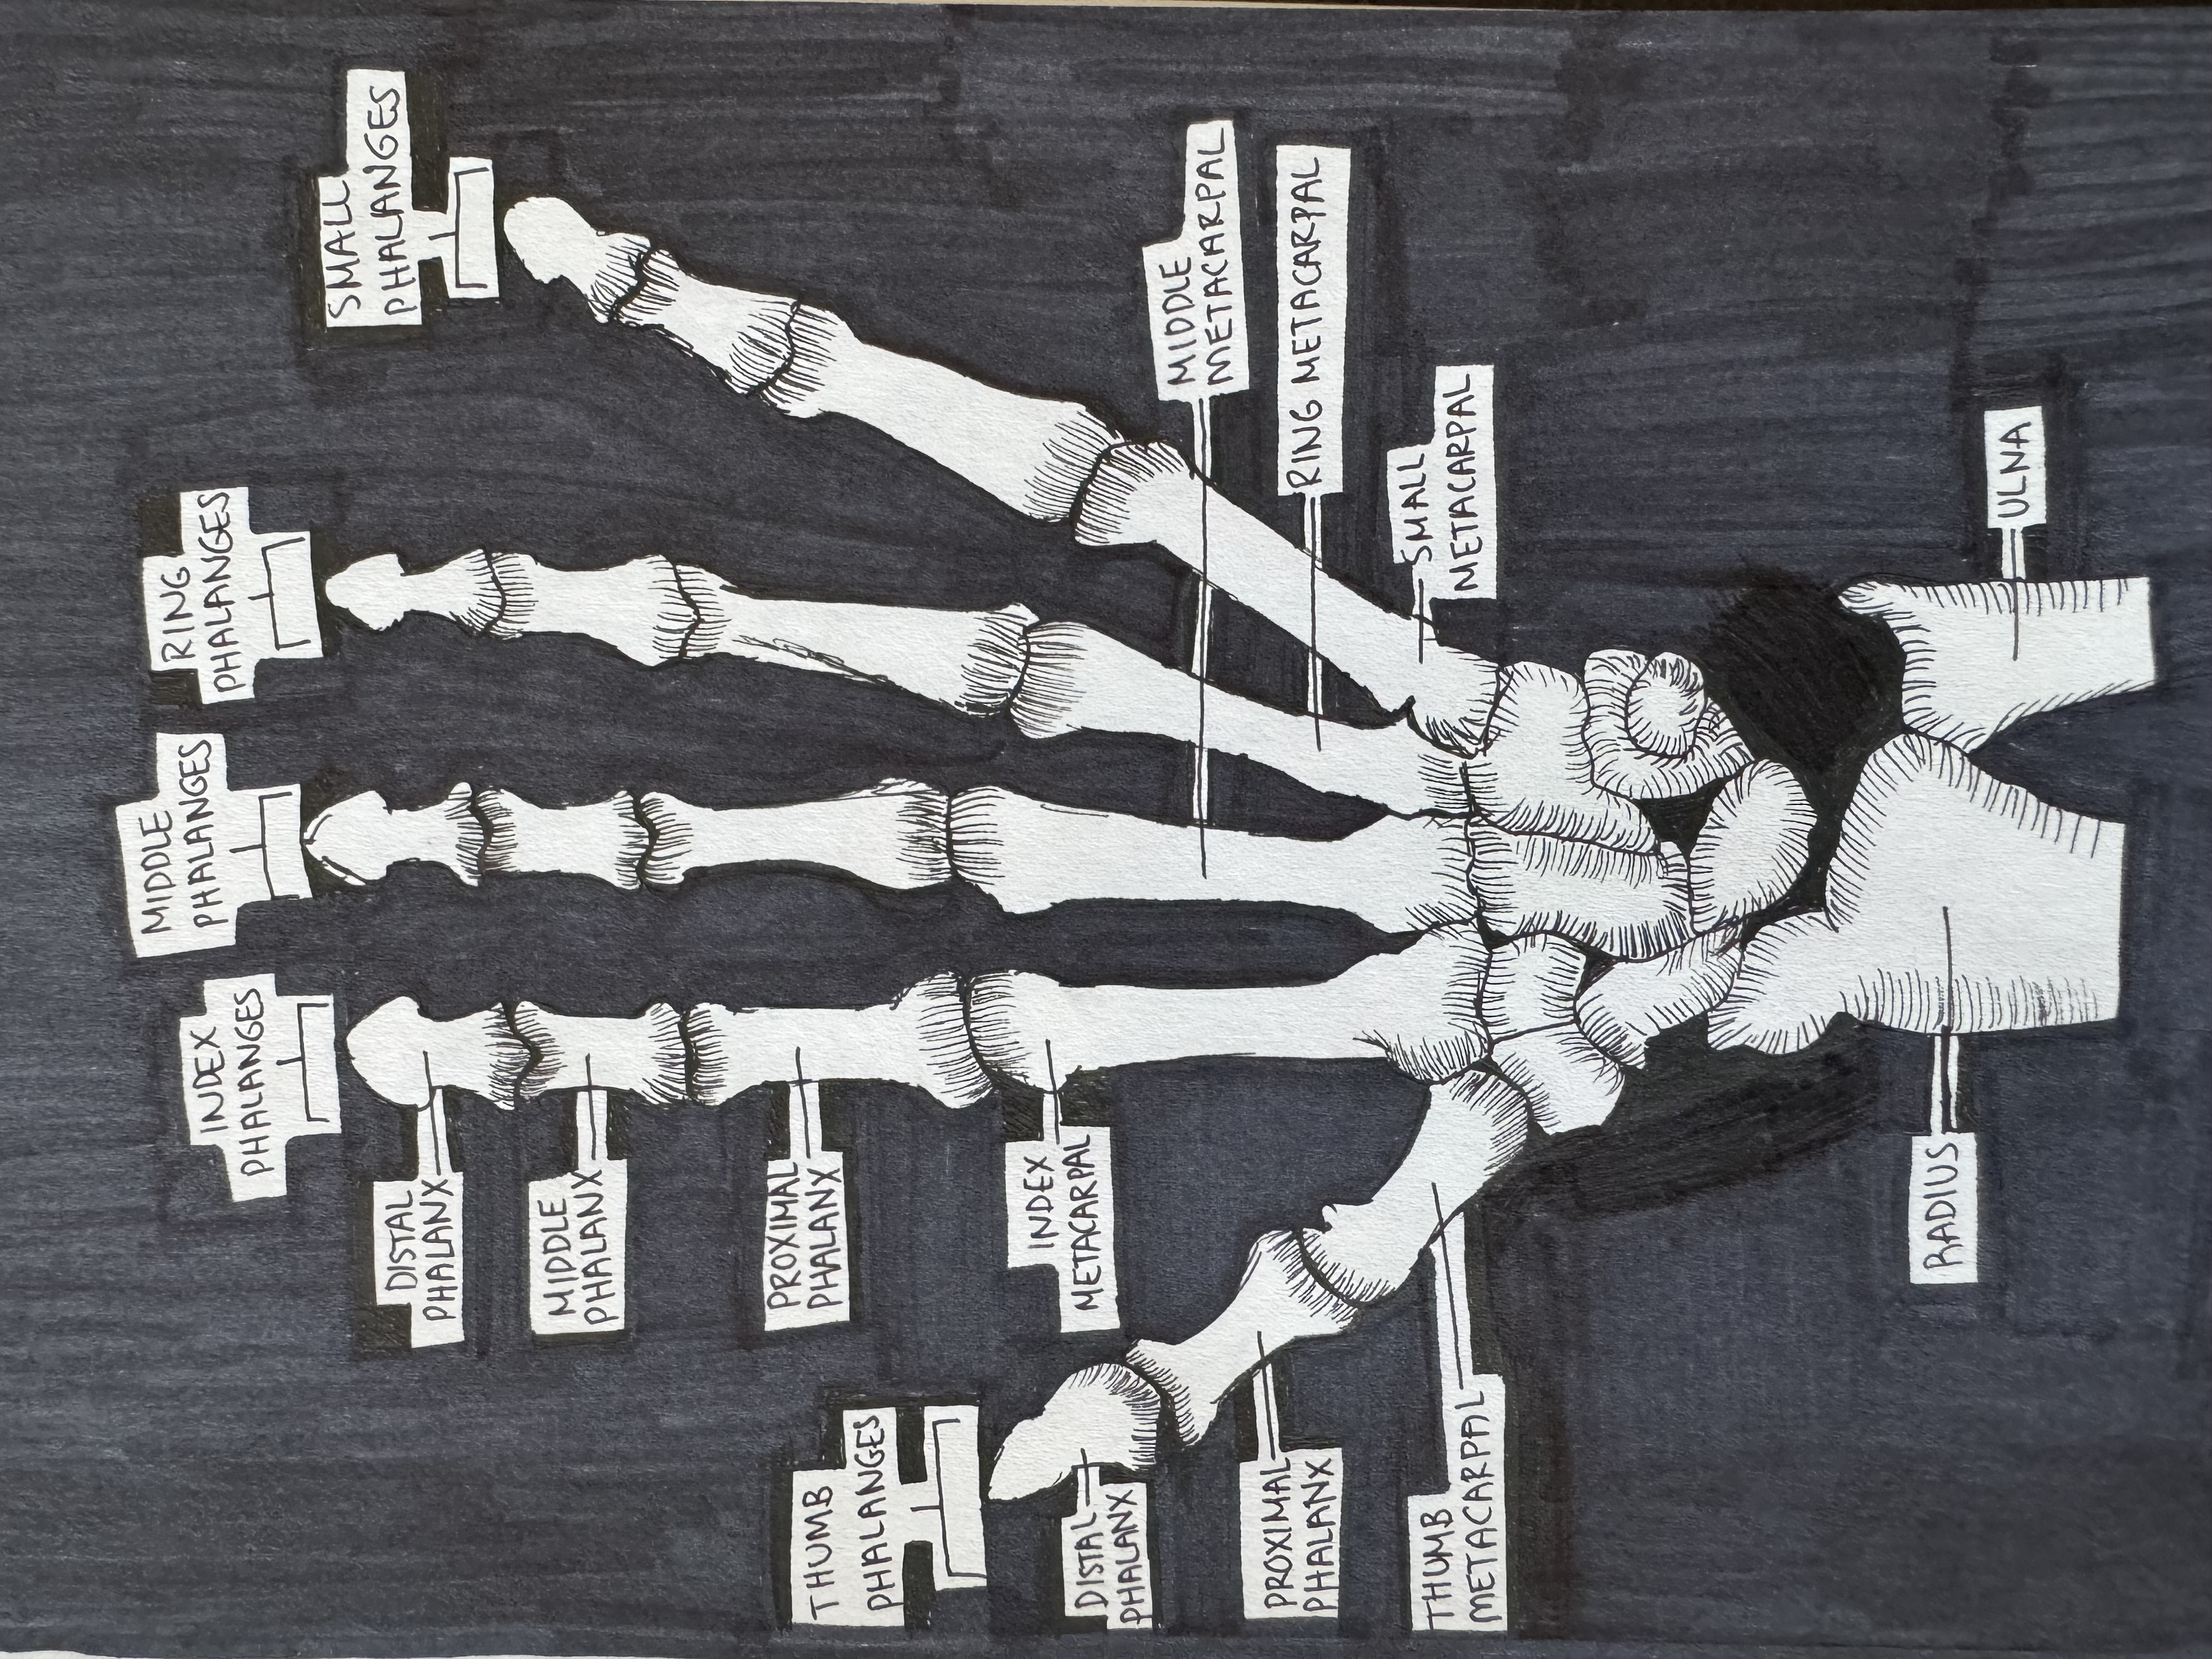 MIDDLE
PHALANGES
RING
PHALANGES
INDEX
PHALANGES
SMALL
PHALANGES
DISTAL
PHALANX
MIDDLE
PHALANX
PROXIMAL
PHALANX
THUMB
PHALANGES
INDEX
METACARPAL
DISTAL
PHALANX
MIDDLE
METACARPAL
PROXIMAL
PHALANX
RING METACARPAL
THUMB
METACARPAL
SMALL
METACARPAL
RADIUS
ULNA